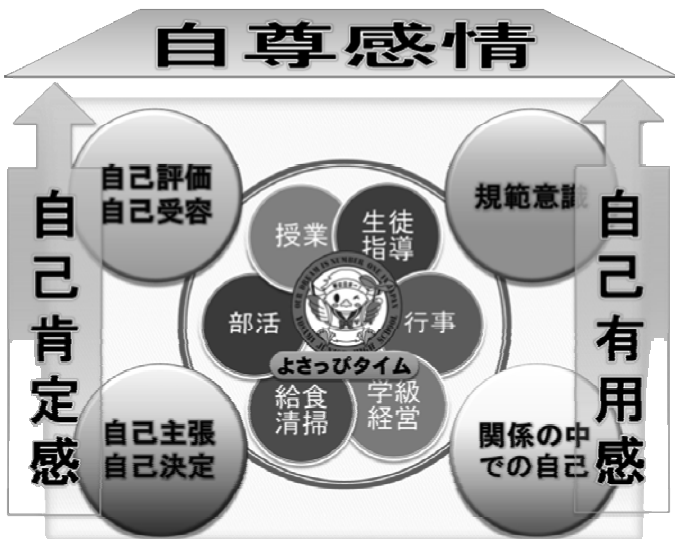 自尊感情
自己評価
自己受容
規範意識
自己肯定感
自己有用感
授業
生徒
指導
部活
行事
よさっぴタイム
給食
清掃
学級
経営
自己主張
自己決定
関係の中
での自己